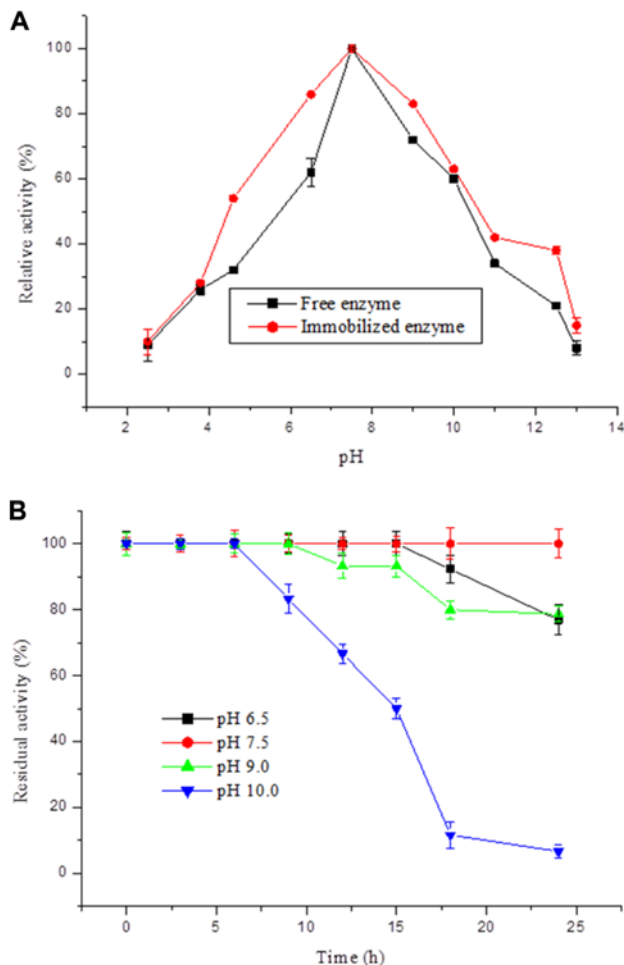 A
Relative activity (%)
100
80
60
40
20
0
Free enzyme
Immobilized enzyme
2 4 6 8 10 12 14
pH
B
Residual activity (%)
100
80
60
40
20
0
pH 6.5
pH 7.5
pH 9.0
pH 10.0
0 5 10 15 20 25
Time (h)